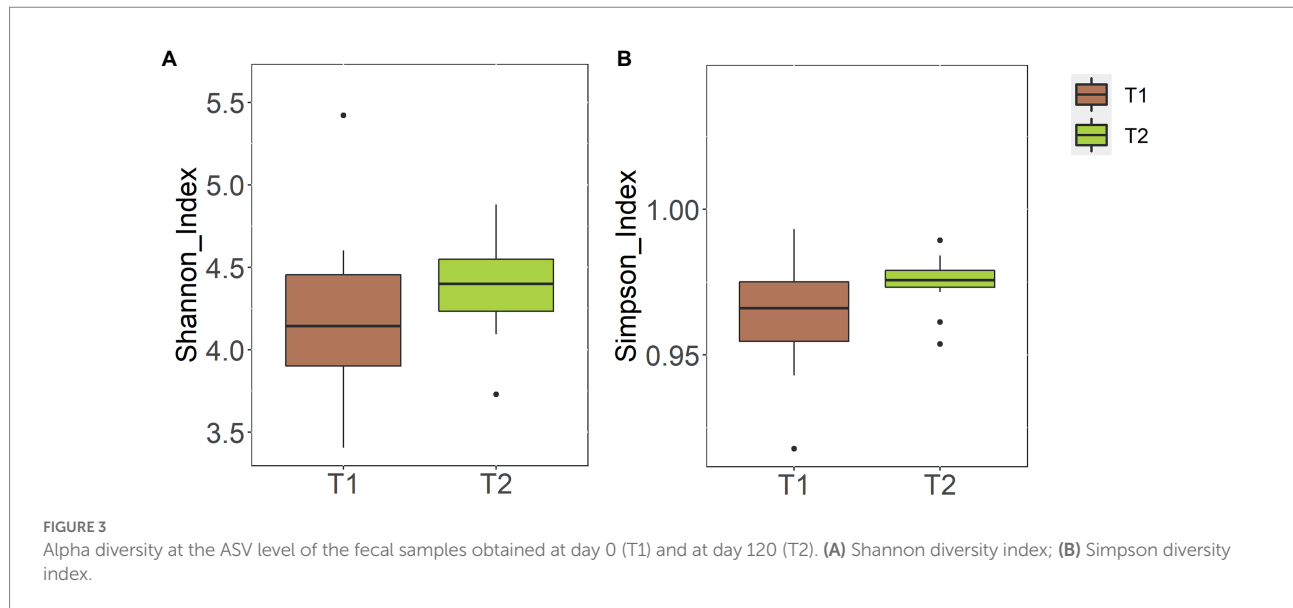 A
B
5.5
5.0
4.5
4.0
3.5
Shannon_Index
T1
T2
1.00
0.95
Simpson_Index
T1
T2
T1
T2
FIGURE 3
Alpha diversity at the ASV level of the fecal samples obtained at day 0 (T1) and at day 120 (T2). (A) Shannon diversity index; (B) Simpson diversity
index.